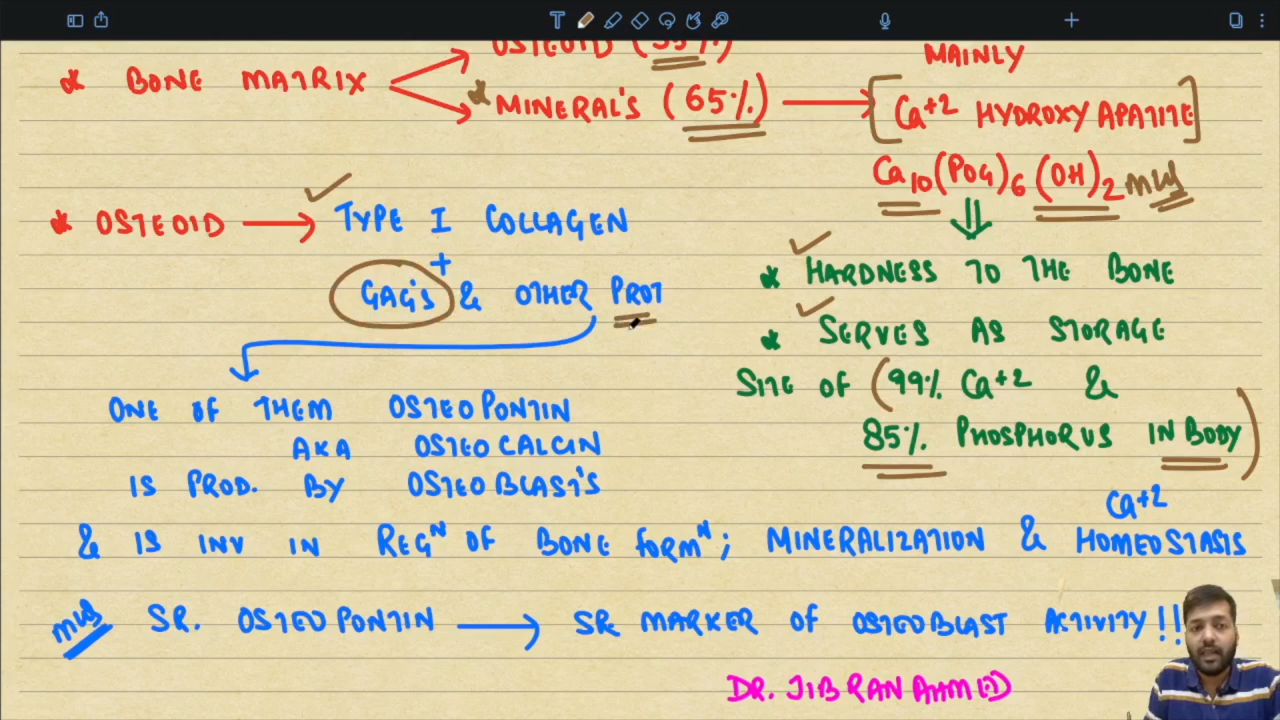 OSTEOID (35%)
* BONE MATRIX
* MINERAL'S (65%)
MAINLY
[Ca+2 HYDROXY APATITE]
Ca10(PO4)6(OH)2
* OSTEOID → TYPE I COLLAGEN
+
GAG'S & OTHER PROT
ONE OF THEM OSTEOPONTIN
AKA OSTEOCALCIN
IS PROD. BY OSTEOBLAST'S
* HARDNESS TO THE BONE
* SERVES AS STORAGE
SITE OF (99% Ca+2 &
85% PHOSPHORUS IN BODY)
& IS INV IN REGN OF BONE FORMN; MINERALIZATION & Ca+2 HOMEOSTASIS
SR. OSTEOPONTIN → SR MARKER OF OSTEOBLAST ACTIVITY!!
DR. JIBRAN AHMED